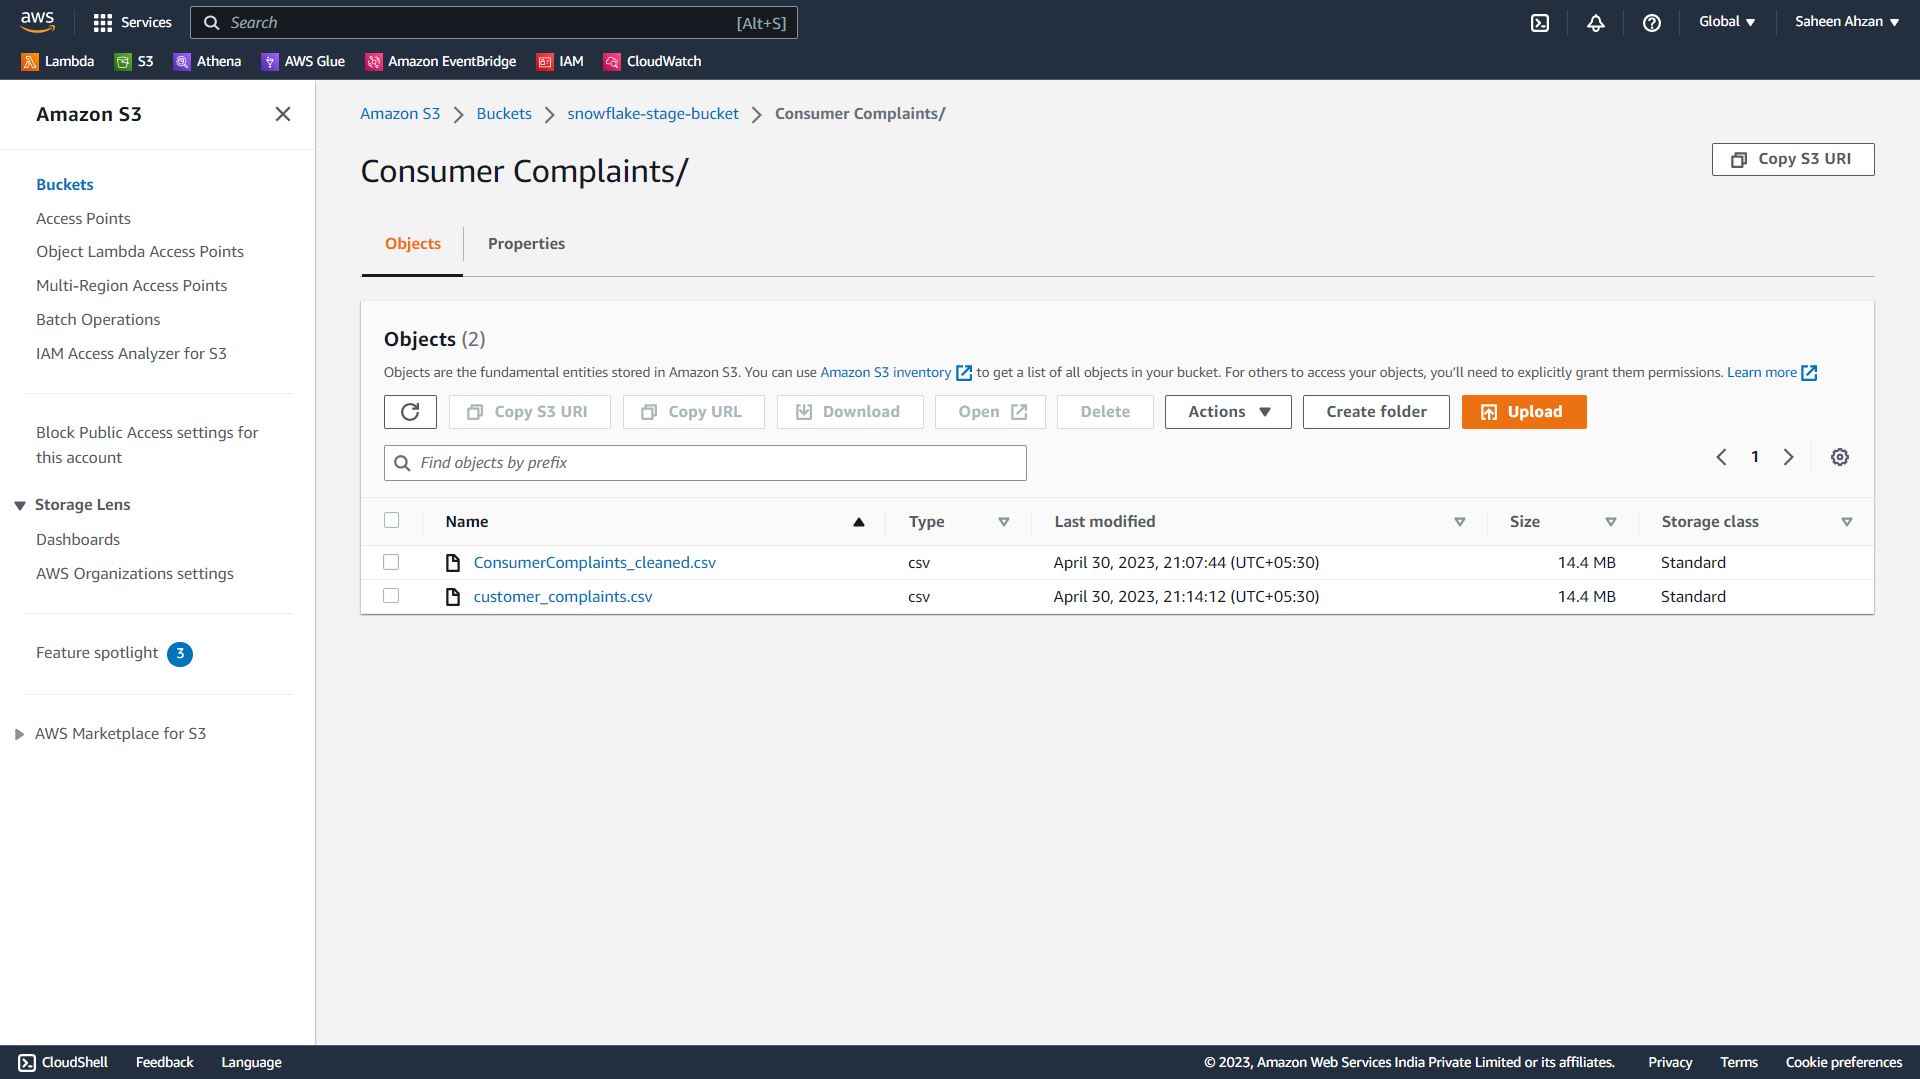 aws Services Search [Alt+S] Global Saheen Ahzan
Lambda S3 Athena AWS Glue Amazon EventBridge IAM CloudWatch
Amazon S3
Buckets
Access Points
Object Lambda Access Points
Multi-Region Access Points
Batch Operations
IAM Access Analyzer for S3
Block Public Access settings for
this account
Storage Lens
Dashboards
AWS Organizations settings
Feature spotlight 3
AWS Marketplace for S3
Amazon S3 Buckets snowflake-stage-bucket Consumer Complaints/
Consumer Complaints/
Copy S3 URI
Objects Properties
Objects (2)
Objects are the fundamental entities stored in Amazon S3. You can use Amazon S3 inventory to get a list of all objects in your bucket. For others to access your objects, you'll need to explicitly grant them permissions. Learn more
Copy S3 URI Copy URL Download Open Delete Actions Create folder Upload
Find objects by prefix 1
Name Type Last modified Size Storage class
ConsumerComplaints_cleaned.csv csv April 30, 2023, 21:07:44 (UTC+05:30) 14.4 MB Standard
customer_complaints.csv csv April 30, 2023, 21:14:12 (UTC+05:30) 14.4 MB Standard
CloudShell Feedback Language © 2023, Amazon Web Services India Private Limited or its affiliates. Privacy Terms Cookie preferences